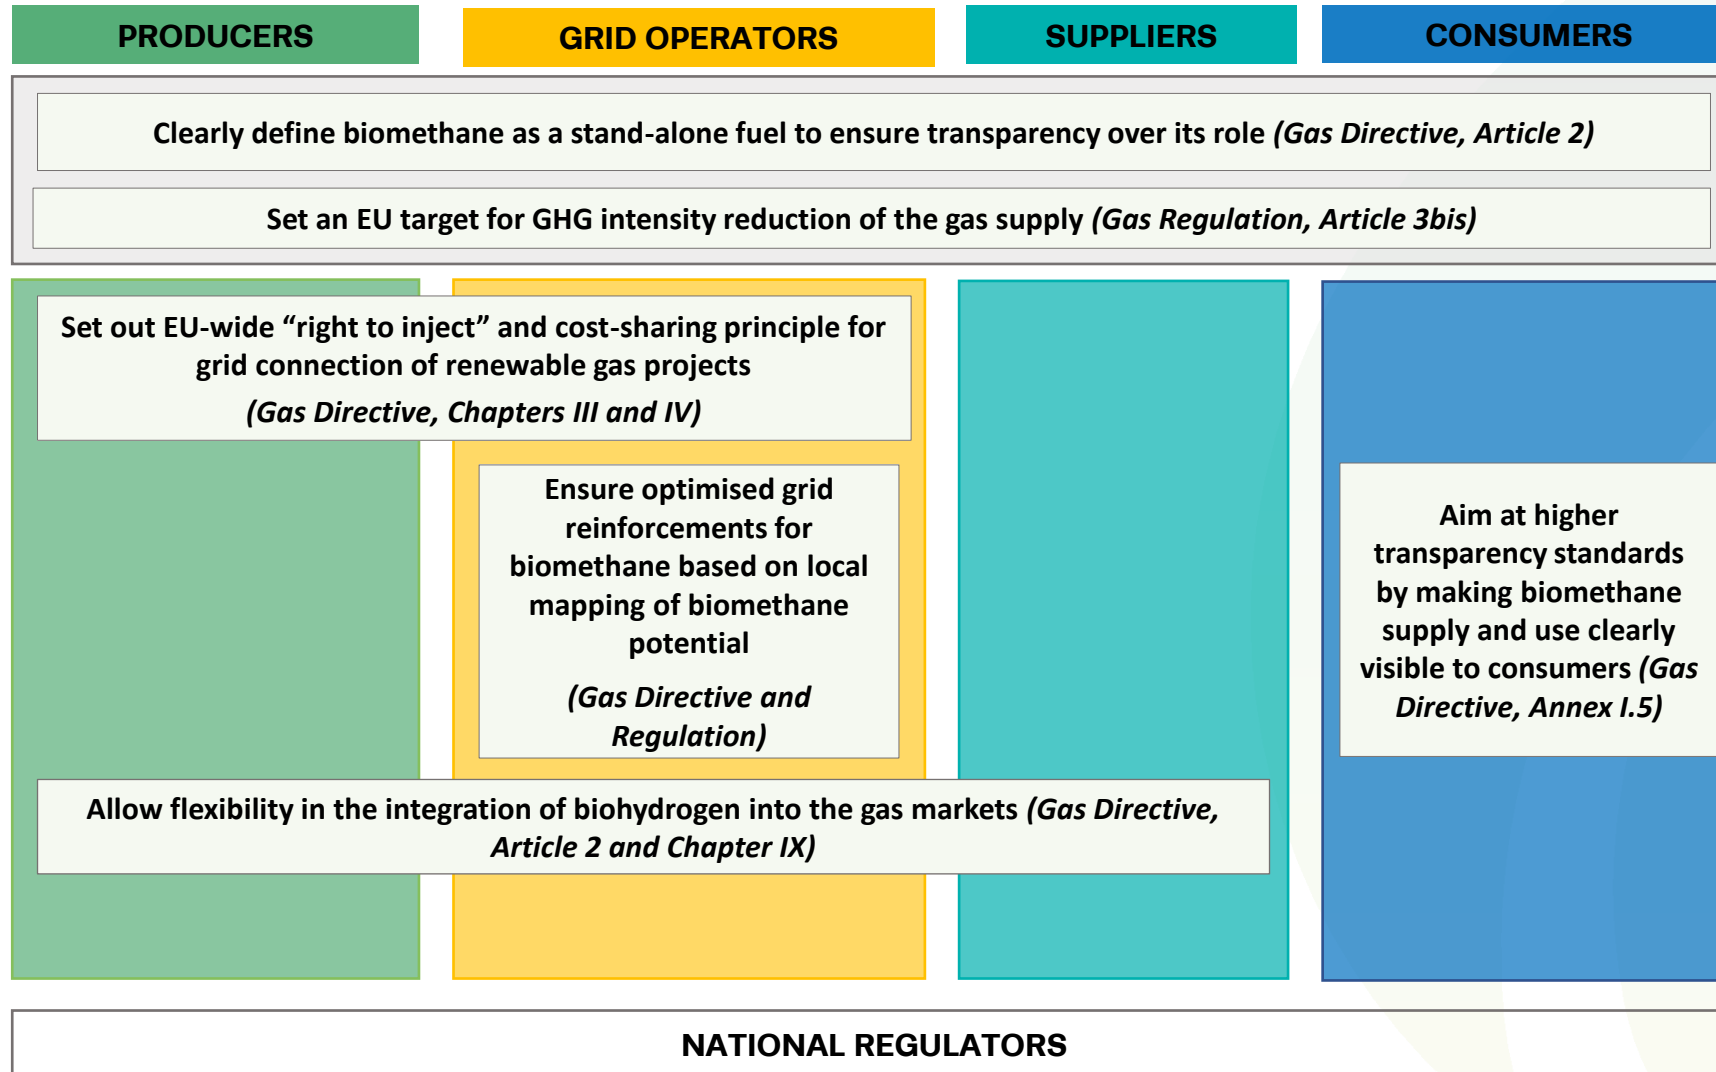 PRODUCERS
GRID OPERATORS
SUPPLIERS
CONSUMERS
Clearly define biomethane as a stand-alone fuel to ensure transparency over its role (Gas Directive, Article 2)
Set an EU target for GHG intensity reduction of the gas supply (Gas Regulation, Article 3bis)
Set out EU-wide “right to inject” and cost-sharing principle for
grid connection of renewable gas projects
(Gas Directive, Chapters III and IV)
Ensure optimised grid
reinforcements for
biomethane based on local
mapping of biomethane
potential
(Gas Directive and
Regulation)
Aim at higher
transparency standards
by making biomethane
supply and use clearly
visible to consumers (Gas
Directive, Annex I.5)
Allow flexibility in the integration of biohydrogen into the gas markets (Gas Directive,
Article 2 and Chapter IX)
NATIONAL REGULATORS